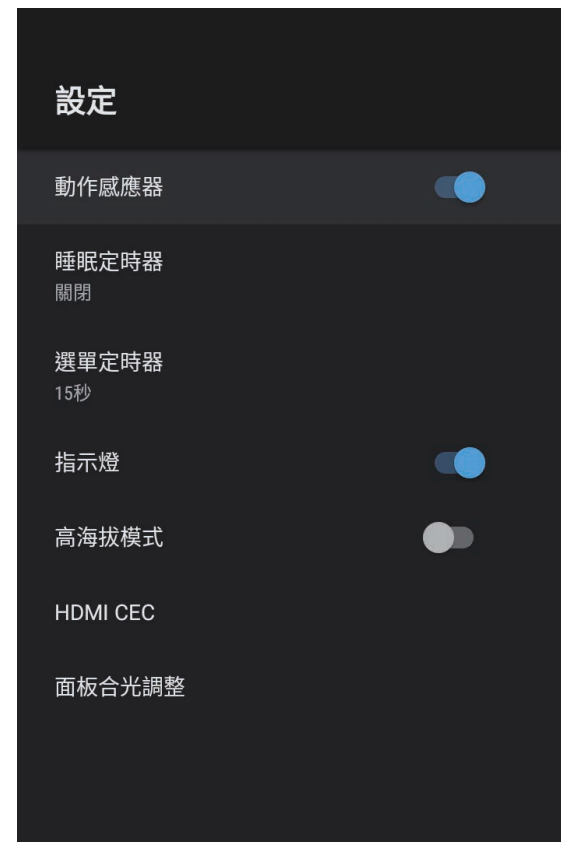 設定
動作感應器
睡眠定時器
關閉
選單定時器
15秒
指示燈
高海拔模式
HDMI CEC
面板合光調整